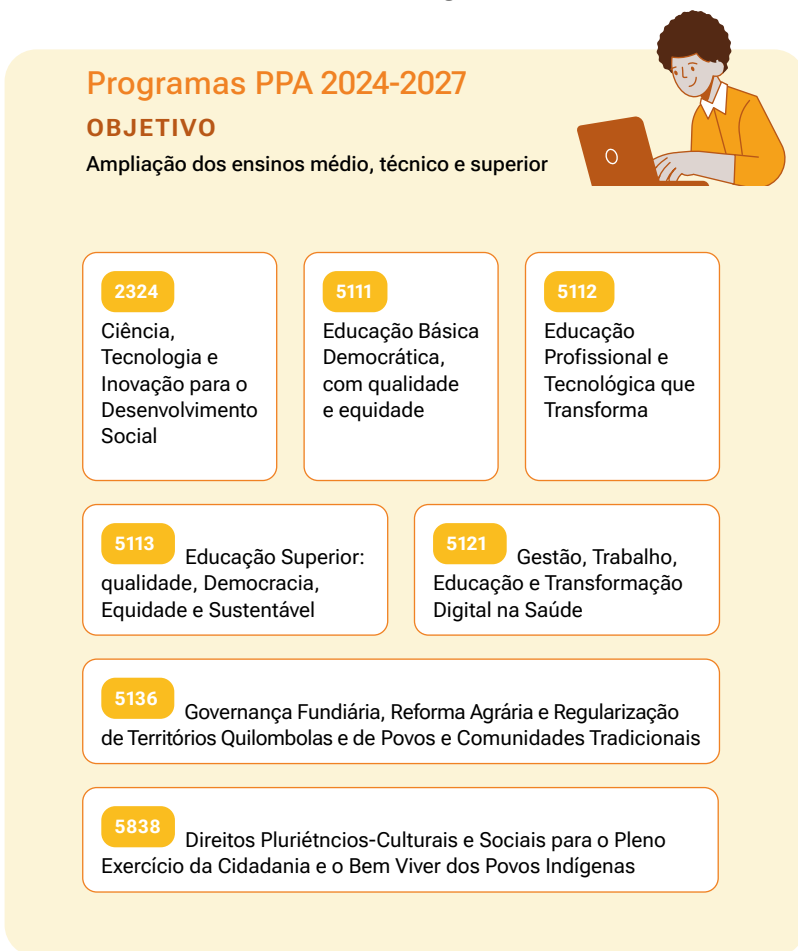 Programas PPA 2024-2027
OBJETIVO
Ampliação dos ensinos médio, técnico e superior
2324
Ciência,
Tecnologia e
Inovação para o
Desenvolvimento
Social
5111
Educação Básica
Democrática,
com qualidade
e equidade
5112
Educação
Profissional e
Tecnológica que
Transforma
5113 Educação Superior:
qualidade, Democracia,
Equidade e Sustentável
5121 Gestão, Trabalho,
Educação e Transformação
Digital na Saúde
5136 Governança Fundiária, Reforma Agrária e Regularização
de Territórios Quilombolas e de Povos e Comunidades Tradicionais
5838 Direitos Pluriétncios-Culturais e Sociais para o Pleno
Exercício da Cidadania e o Bem Viver dos Povos Indígenas